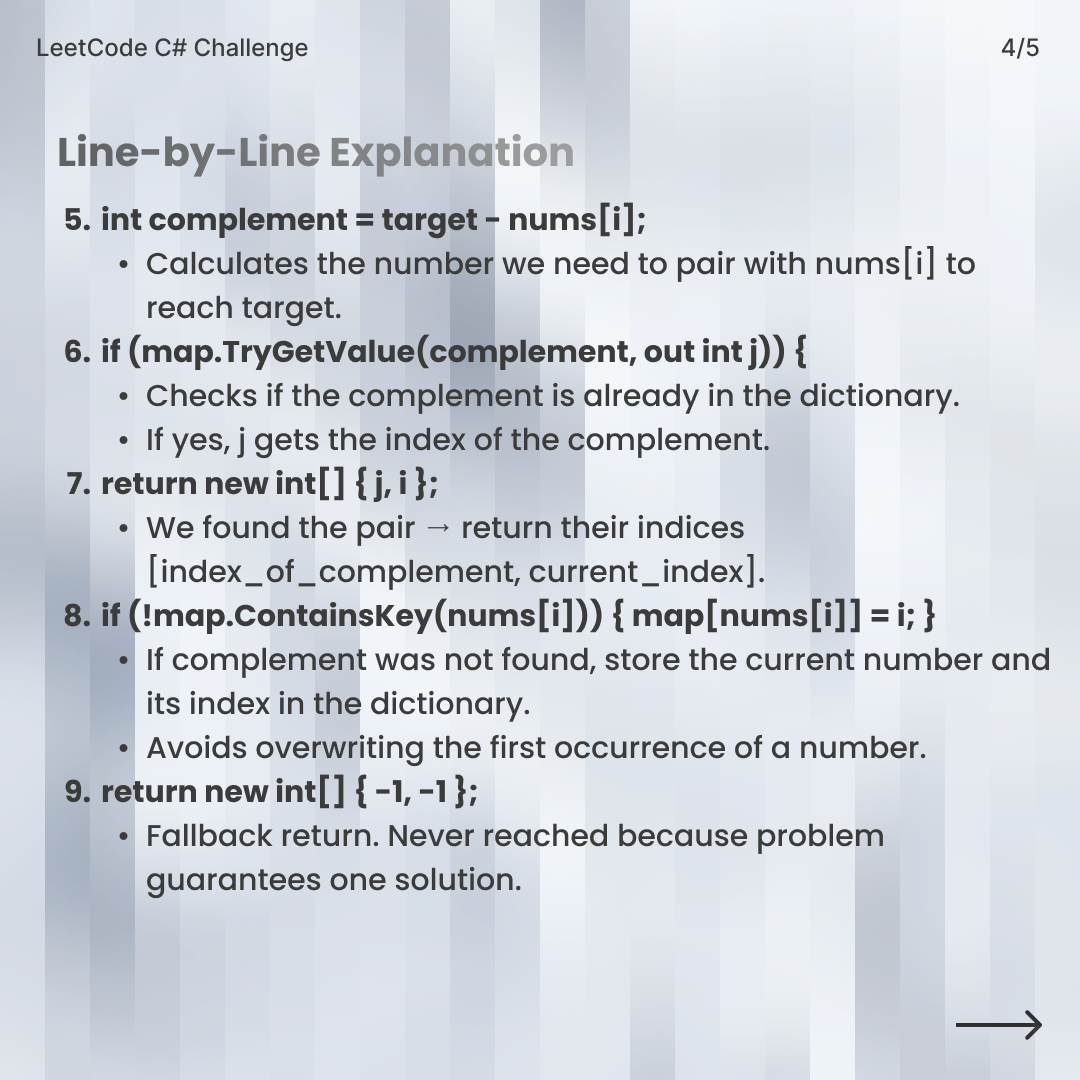 LeetCode C# Challenge
4/5
Line-by-Line Explanation
5. int complement = target - nums[i];
• Calculates the number we need to pair with nums[i] to
reach target.
6. if (map.TryGetValue(complement, out int j)) {
• Checks if the complement is already in the dictionary.
• If yes, j gets the index of the complement.
7. return new int[] { j, i };
• We found the pair → return their indices
[index_of_complement, current_index].
8. if (!map.ContainsKey(nums[i])) { map[nums[i]] = i; }
• If complement was not found, store the current number and
its index in the dictionary.
• Avoids overwriting the first occurrence of a number.
9. return new int[] { -1, -1 };
• Fallback return. Never reached because problem
guarantees one solution.